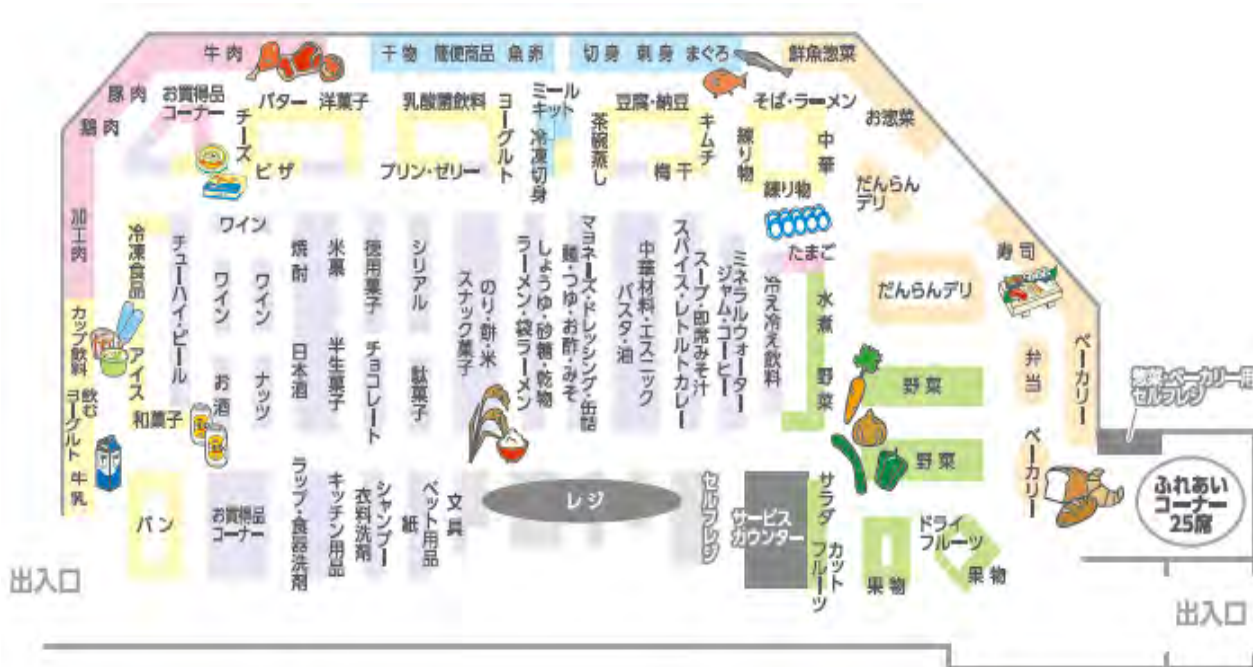 牛肉
干物 簡便商品 魚卵
切身 刺身 まぐろ
鮮魚惣菜
豚肉
お買得品
コーナー
鶏肉
チーズ
バター 洋菓子
乳酸菌飲料
ヨーグルト
ミールキット
冷凍切身
茶碗蒸し
豆腐・納豆
キムチ
練り物
そば・ラーメン
中華
お惣菜
ピザ
プリン・ゼリー
梅干
練り物
だんらん
デリ
加工肉
冷凍食品
チューハイ・ビール
ワイン
ワイン
ワイン
焼酎
米菓
徳用菓子
シリアル
のり・餅・米
スナック菓子
しょうゆ・砂糖・乾物
ラーメン・袋ラーメン
マヨネーズ・ドレッシング・缶詰
麺・つゆ・お酢・みそ
中華材料・エスニック
パスタ・油
スパイス・レトルトカレー
スープ・即席みそ汁
ミネラルウォーター
ジャム・コーヒー
冷え冷え飲料
たまご
水煮
野菜
だんらんデリ
寿司
カップ飲料
アイス
お酒
ナッツ
日本酒
半生菓子
チョコレート
駄菓子
野菜
弁当
ベーカリー
惣菜・ベーカリー用
セルフレジ
飲む
ヨーグルト
牛乳
和菓子
野菜
ベーカリー
パン
お買得品
コーナー
ラップ・食器洗剤
キッチン用品
シャンプー
衣料洗剤
ペット用品
紙
文具
レジ
セルフレジ
サービス
カウンター
サラダ
カットフルーツ
ドライ
フルーツ
果物
果物
ふれあい
コーナー
25席
出入口
出入口